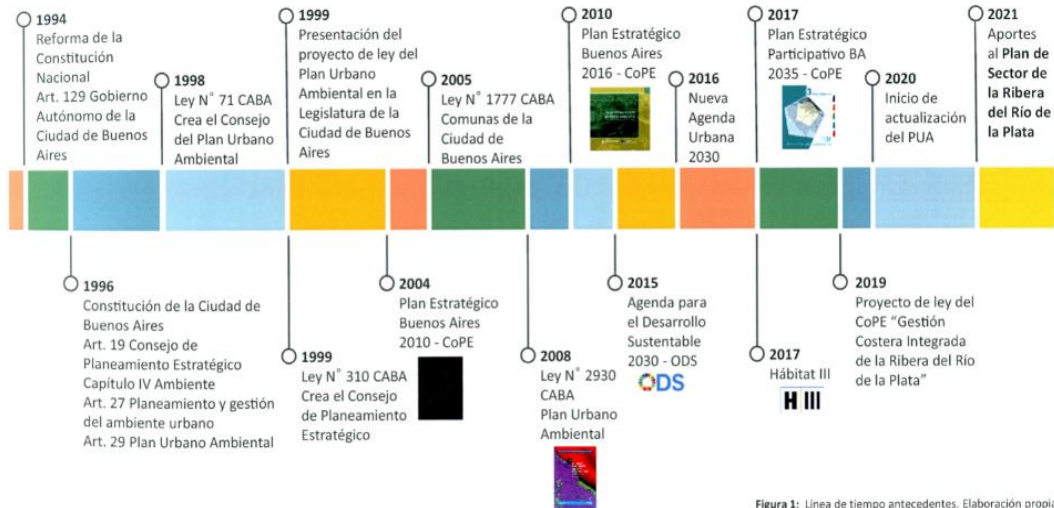 1994
Reforma de la
Constitución
Nacional
Art. 129 Gobierno
Autónomo de la
Ciudad de Buenos
Aires
1998
Ley N° 71 CABA
Crea el Consejo
del Plan Urbano
Ambiental
1999
Presentación del
proyecto de ley del
Plan Urbano
Ambiental en la
Legislatura de la
Ciudad de Buenos
Aires
2005
Ley N° 1777 CABA
Comunas de la
Ciudad de
Buenos Aires
2010
Plan Estratégico
Buenos Aires
2016 - CoPE
2016
Nueva
Agenda
Urbana
2030
2017
Plan Estratégico
Participativo BA
2035 - CoPE
2020
Inicio de
actualización
del PUA
2021
Aportes
al Plan de
Sector de
la Ribera
del Río de
la Plata
1996
Constitución de la Ciudad de
Buenos Aires
Art. 19 Consejo de
Planeamiento Estratégico
Capítulo IV Ambiente
Art. 27 Planeamiento y gestión
del ambiente urbano
Art. 29 Plan Urbano Ambiental
1999
Ley N° 310 CABA
Crea el Consejo
de Planeamiento
Estratégico
2004
Plan Estratégico
Buenos Aires
2010 - CoPE
2008
Ley N° 2930
CABA
Plan Urbano
Ambiental
2015
Agenda para
el Desarrollo
Sustentable
2030 - ODS
ODS
2017
Hábitat III
H III
2019
Proyecto de ley del
CoPE "Gestión
Costera Integrada
de la Ribera del Río
de la Plata"
Figura 1: Línea de tiempo antecedentes. Elaboración propia